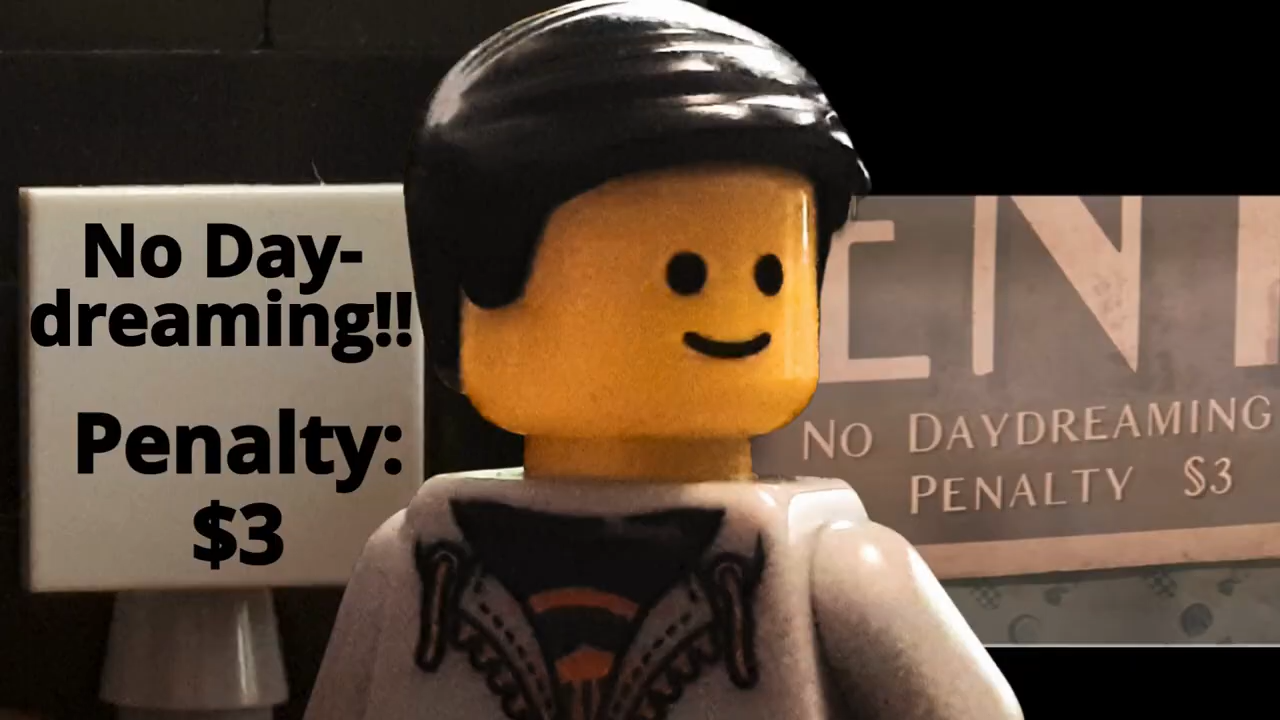 No Day-
dreaming!!
Penalty:
$3
No Daydreaming
Penalty §3